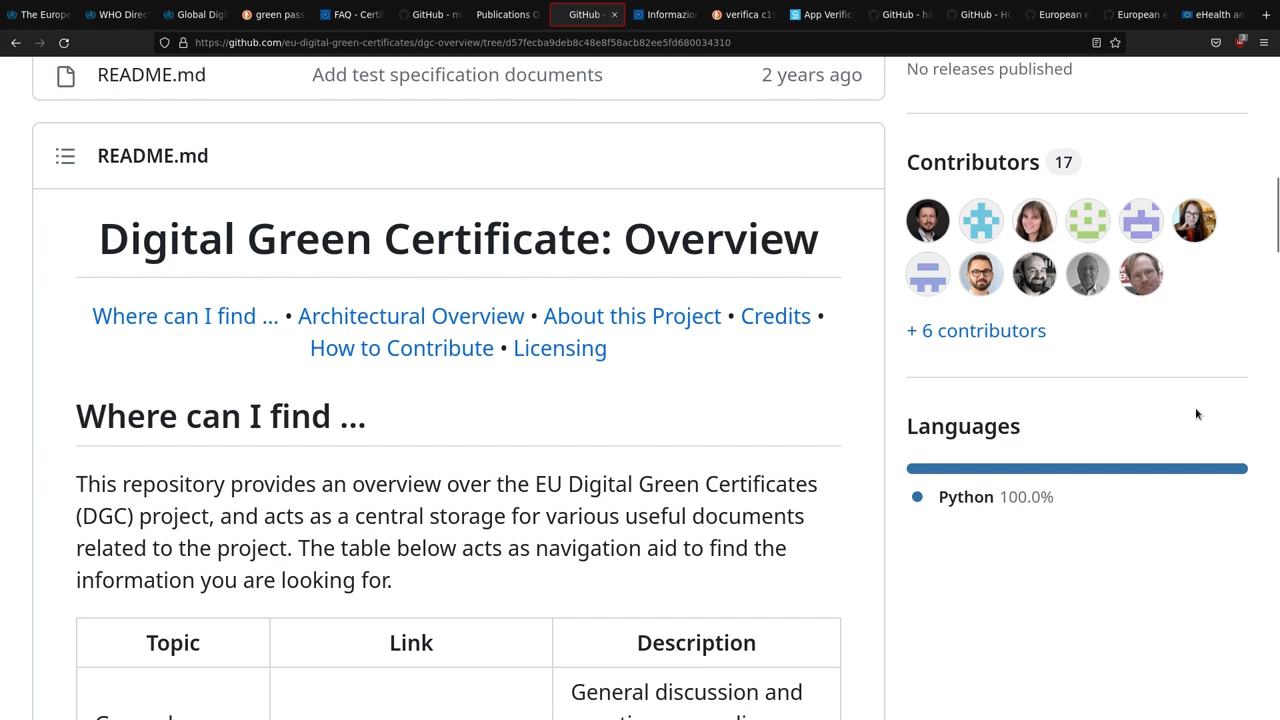 The Europe
WHO Direc
Global Digi
green pass
FAQ - Certi
GitHub - m
Publications O
GitHub -
Informazio
verifica c19
App Verific
GitHub - ha
GitHub - H
European e
European e
eHealth an
https://github.com/eu-digital-green-certificates/dgc-overview/tree/d57fecba9deb8c48e8f58acb82ee5fd680034310
3
README.md Add test specification documents 2 years ago
No releases published
README.md
Contributors 17
Digital Green Certificate: Overview
Where can I find ... • Architectural Overview • About this Project • Credits •
How to Contribute • Licensing
+ 6 contributors
Where can I find ...
Languages
Python 100.0%
This repository provides an overview over the EU Digital Green Certificates
(DGC) project, and acts as a central storage for various useful documents
related to the project. The table below acts as navigation aid to find the
information you are looking for.
Topic Link Description
General discussion and